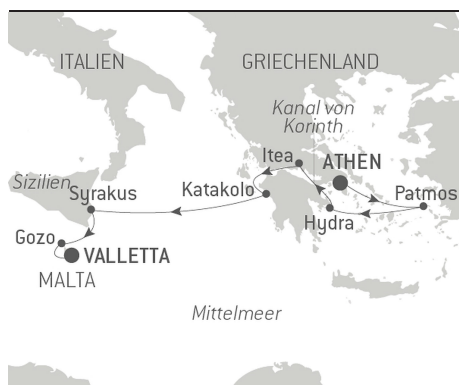 ITALIEN
GRIECHENLAND
Kanal von
Korinth
Itea
ATHEN
Sizilien
Syrakus
Katakolo
Patmos
Hydra
Gozo
VALLETTA
MALTA
Mittelmeer